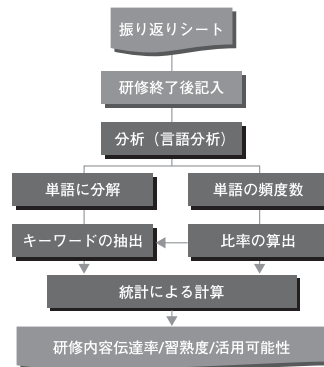 振り返りシート
研修終了後記入
分析（言語分析）
単語に分解
単語の頻度数
キーワードの抽出
比率の算出
統計による計算
研修内容伝達率/習熟度/活用可能性